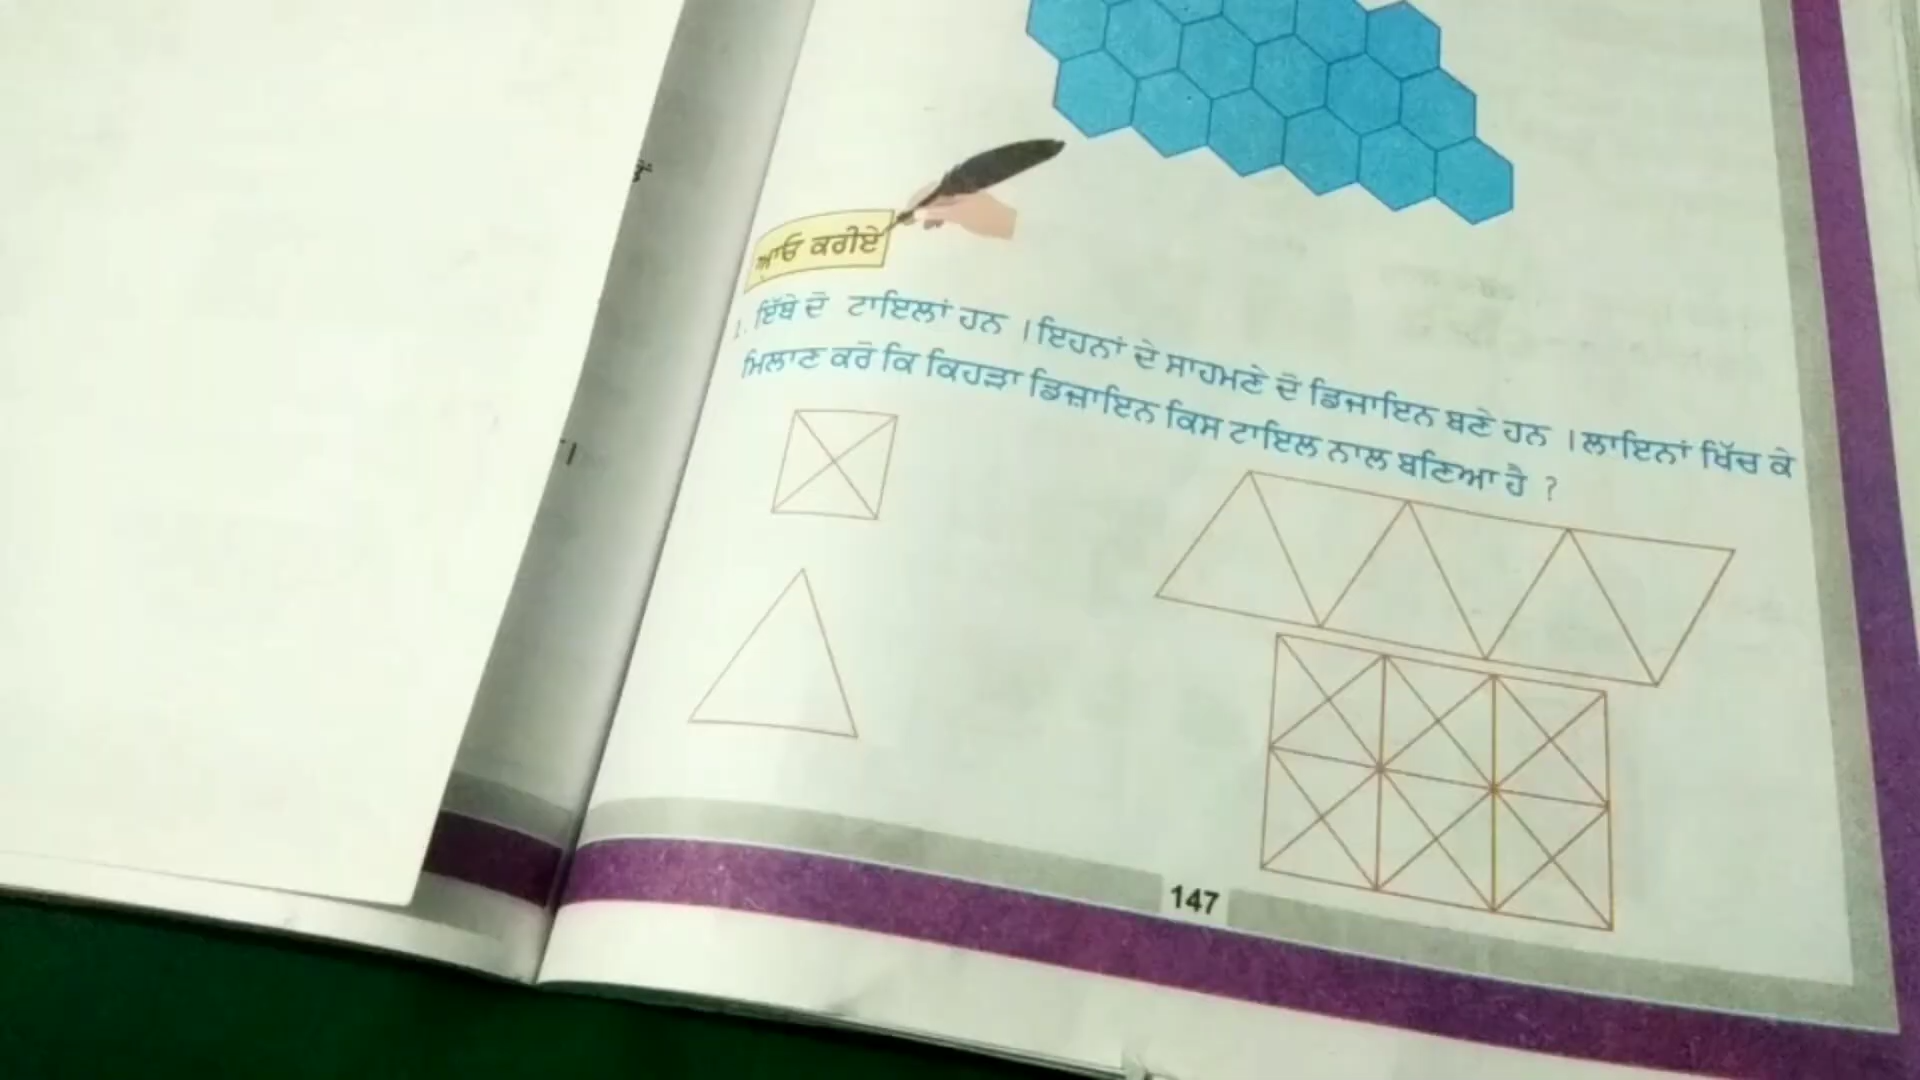 ਆਓ ਕਰੀਏ
1. ਇੱਥੇ ਦੋ ਟਾਇਲਾਂ ਹਨ । ਇਹਨਾਂ ਦੇ ਸਾਹਮਣੇ ਦੋ ਡਿਜਾਇਨ ਬਣੇ ਹਨ । ਲਾਇਨਾਂ ਖਿੱਚ ਕੇ
ਮਿਲਾਣ ਕਰੋ ਕਿ ਕਿਹੜਾ ਡਿਜ਼ਾਇਨ ਕਿਸ ਟਾਇਲ ਨਾਲ ਬਣਿਆ ਹੈ ?
147